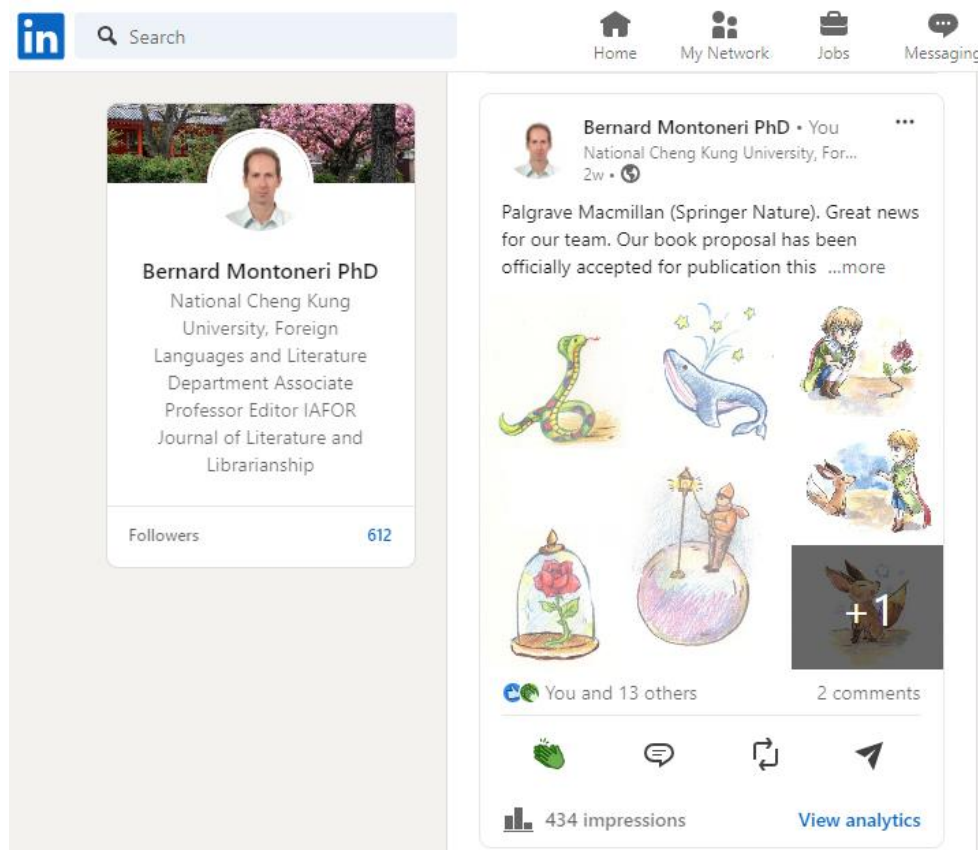 in
Search
Home
My Network
Jobs
Messaging
Bernard Montoneri PhD
National Cheng Kung
University, Foreign
Languages and Literature
Department Associate
Professor Editor IAFOR
Journal of Literature and
Librarianship
Followers 612
Bernard Montoneri PhD • You
National Cheng Kung University, For...
2w •
Palgrave Macmillan (Springer Nature). Great news
for our team. Our book proposal has been
officially accepted for publication this ...more
+1
You and 13 others
2 comments
434 impressions
View analytics